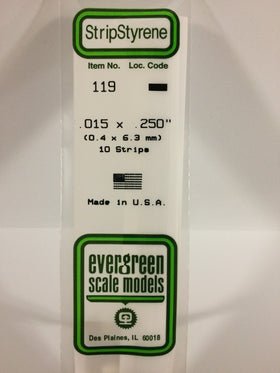 StripStyrene
Item No. Loc. Code
119
.015 x .250"
(0.4 x 6.3 mm)
10 Strips
Made in U.S.A.
evergreen
scale models
Des Plaines, IL 60018